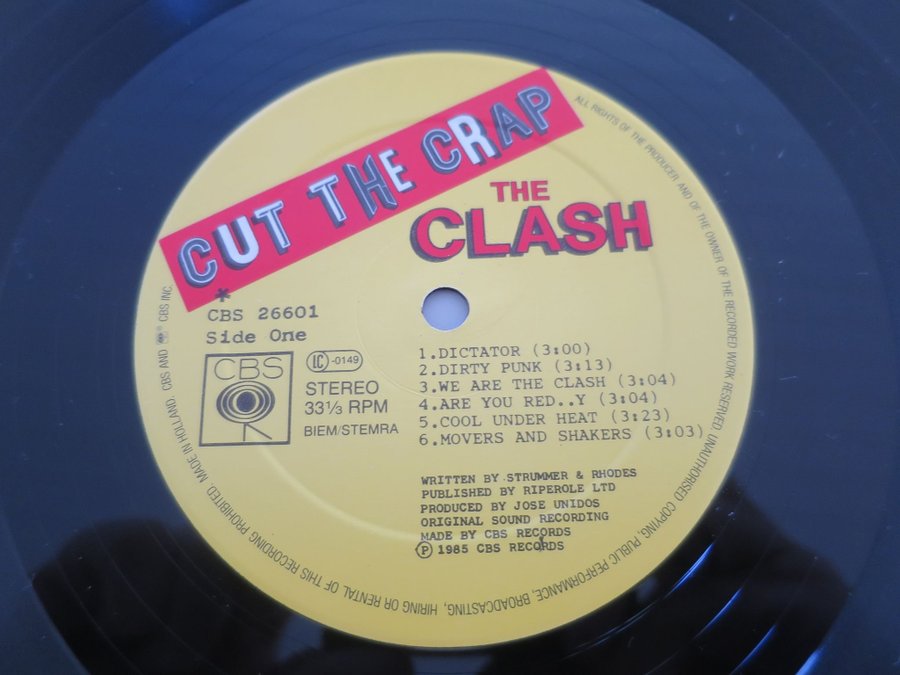 CUT THE CRAP
THE
CLASH
*
CBS 26601
Side One
CBS
LC -0149
STEREO
33⅓ RPM
BIEM/STEMRA
1.DICTATOR (3:00)
2.DIRTY PUNK (3:13)
3.WE ARE THE CLASH (3:04)
4.ARE YOU RED..Y (3:04)
5.COOL UNDER HEAT (3:23)
6.MOVERS AND SHAKERS (3:03)
WRITTEN BY STRUMMER & RHODES
PUBLISHED BY RIPEROLE LTD
PRODUCED BY JOSE UNIDOS
ORIGINAL SOUND RECORDING
MADE BY CBS RECORDS
℗ 1985 CBS RECORDS
ALL RIGHTS OF THE PRODUCER AND OF THE OWNER OF THE RECORDED WORK RESERVED. UNAUTHORISED COPYING, PUBLIC PERFORMANCE, BROADCASTING, HIRING OR RENTAL OF THIS RECORDING PROHIBITED. MADE IN HOLLAND. CBS AND ® CBS INC.